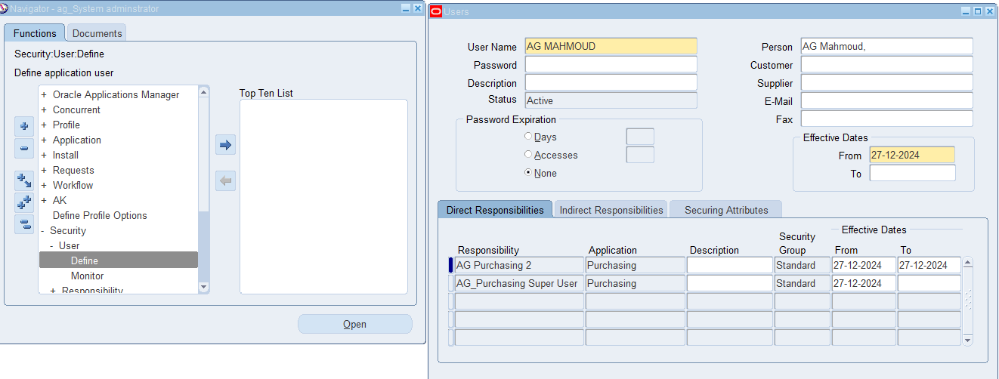 Navigator - ag_System adminstrator
Functions
Documents
Security:User:Define
Define application user
+ Oracle Applications Manager
+ Concurrent
+ Profile
+ Application
+ Install
+ Requests
+ Workflow
+ AK
Define Profile Options
- Security
- User
Define
Monitor
+ Responsibility
Top Ten List
Open
Users
User Name AG MAHMOUD
Password
Description
Status Active
Password Expiration
Days
Accesses
None
Person AG Mahmoud,
Customer
Supplier
E-Mail
Fax
Effective Dates
From 27-12-2024
To
Direct Responsibilities
Indirect Responsibilities
Securing Attributes
Effective Dates
Responsibility Application Description Security Group From To
AG Purchasing 2 Purchasing Standard 27-12-2024 27-12-2024
AG_Purchasing Super User Purchasing Standard 27-12-2024